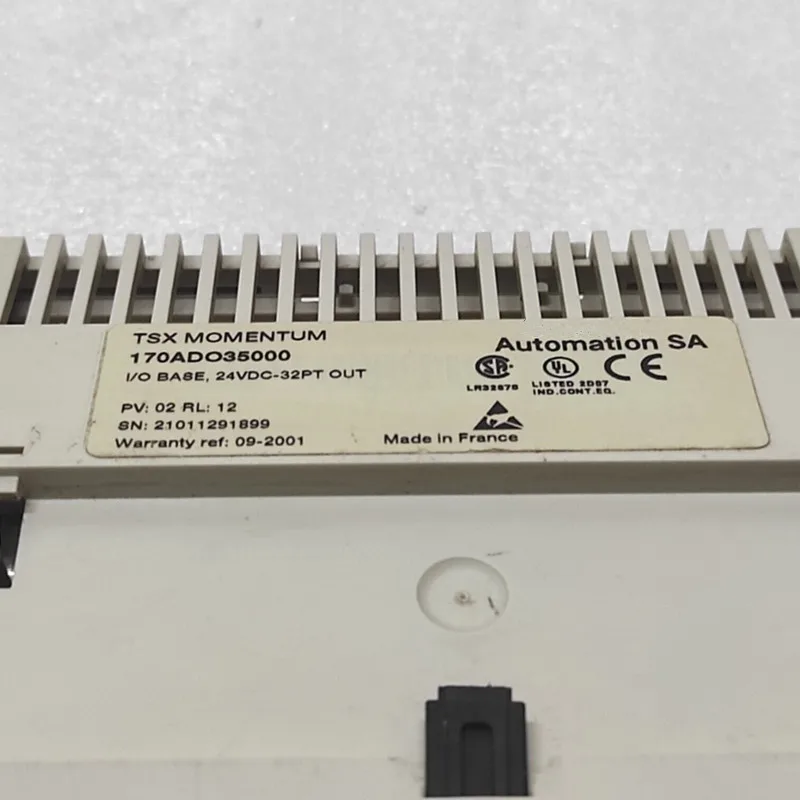 TSX MOMENTUM
170ADO35000
I/O BASE, 24VDC-32PT OUT
PV: 02 RL: 12
SN: 21011291899
Warranty ref: 09-2001
Automation SA
LR32678
LISTED 2D07
IND.CONT.EQ.
Made in France